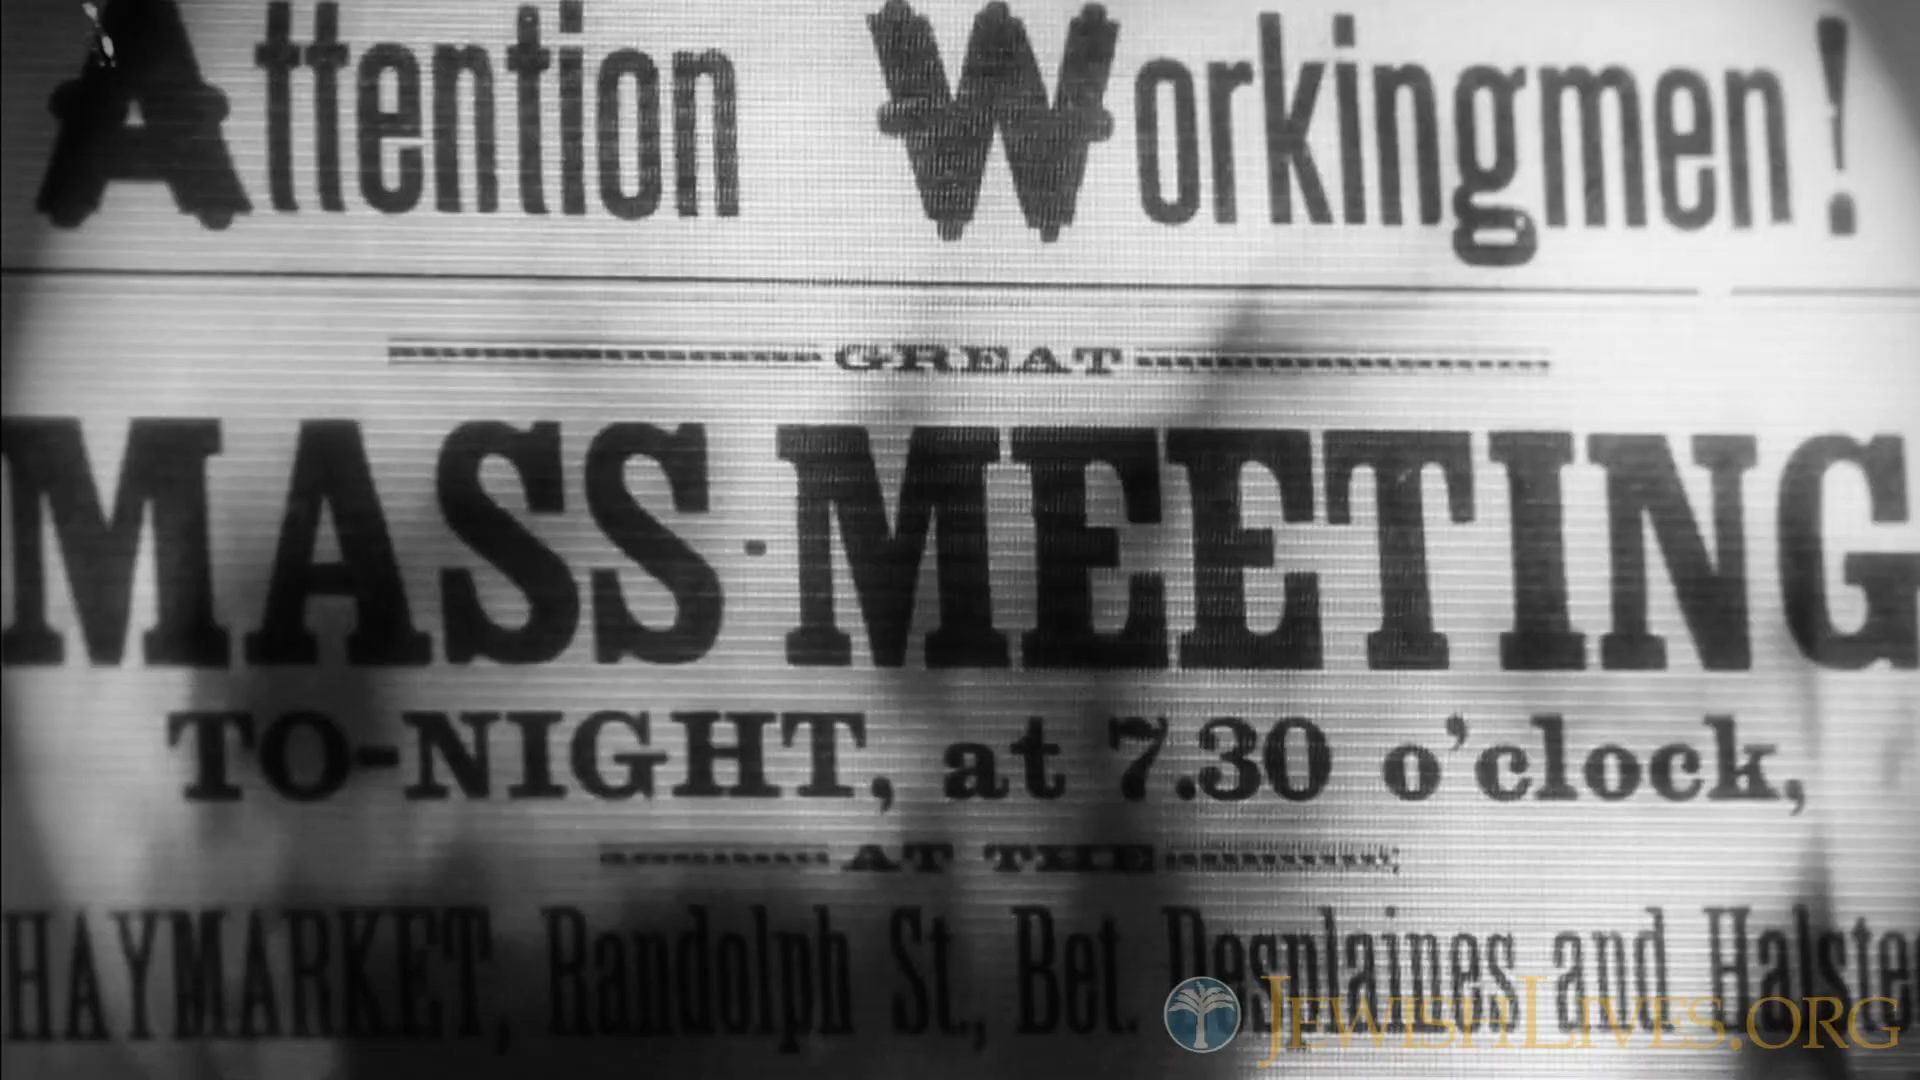 Attention Workingmen!
GREAT
MASS-MEETING
TO-NIGHT, at 7.30 o'clock,
AT THE
HAYMARKET, Randolph St., Bet. Desplaines and Halste
JEWISHLIVES.ORG